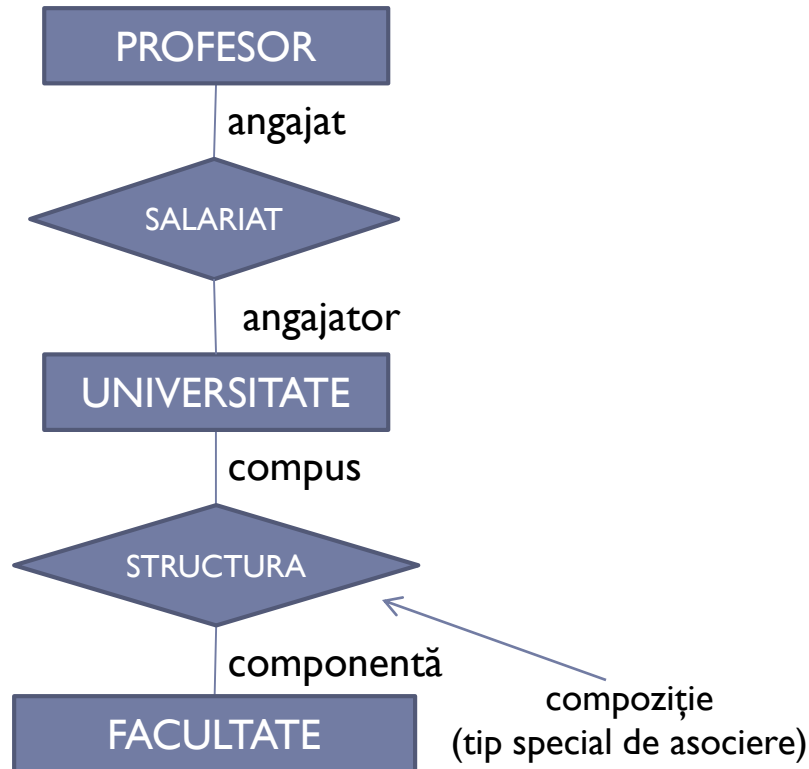 PROFESOR
angajat
SALARIAT
angajator
UNIVERSITATE
compus
STRUCTURA
componentă
compoziție
(tip special de asociere)
FACULTATE